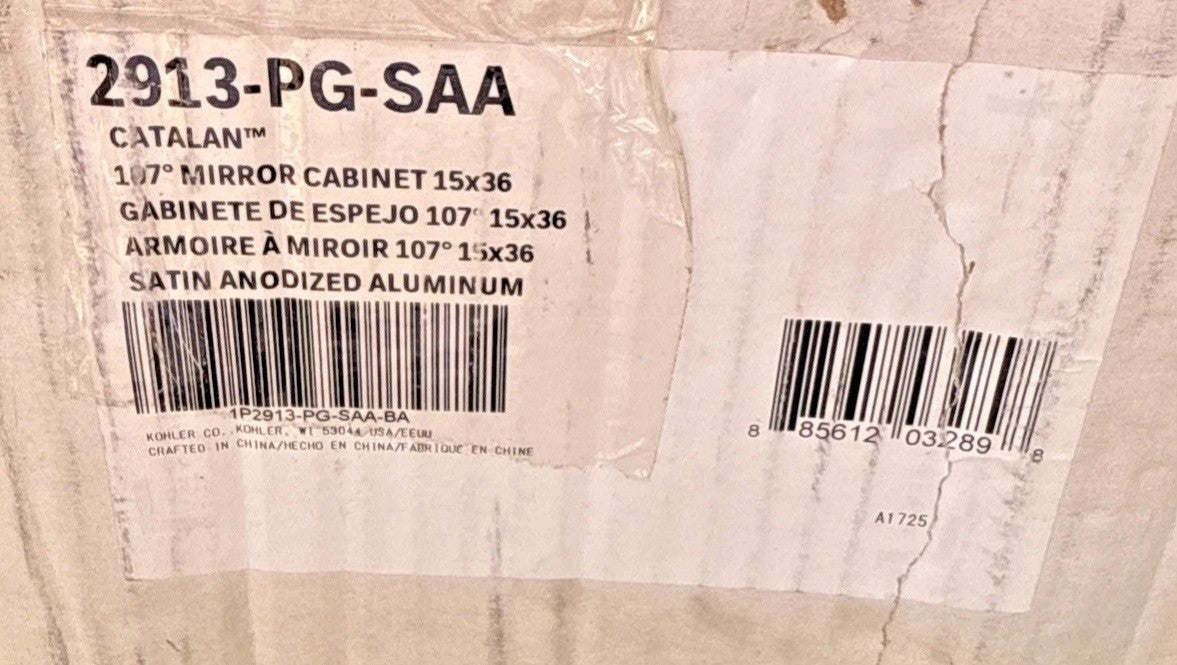 2913-PG-SAA
CATALAN™
107° MIRROR CABINET 15x36
GABINETE DE ESPEJO 107° 15x36
ARMOIRE À MIROIR 107° 15x36
SATIN ANODIZED ALUMINUM
1P2913-PG-SAA-BA
KOHLER CO., KOHLER, WI 53044 USA/EEUU
CRAFTED IN CHINA/HECHO EN CHINA/FABRIQUÉ EN CHINE
8 85612 03289 8
A1725